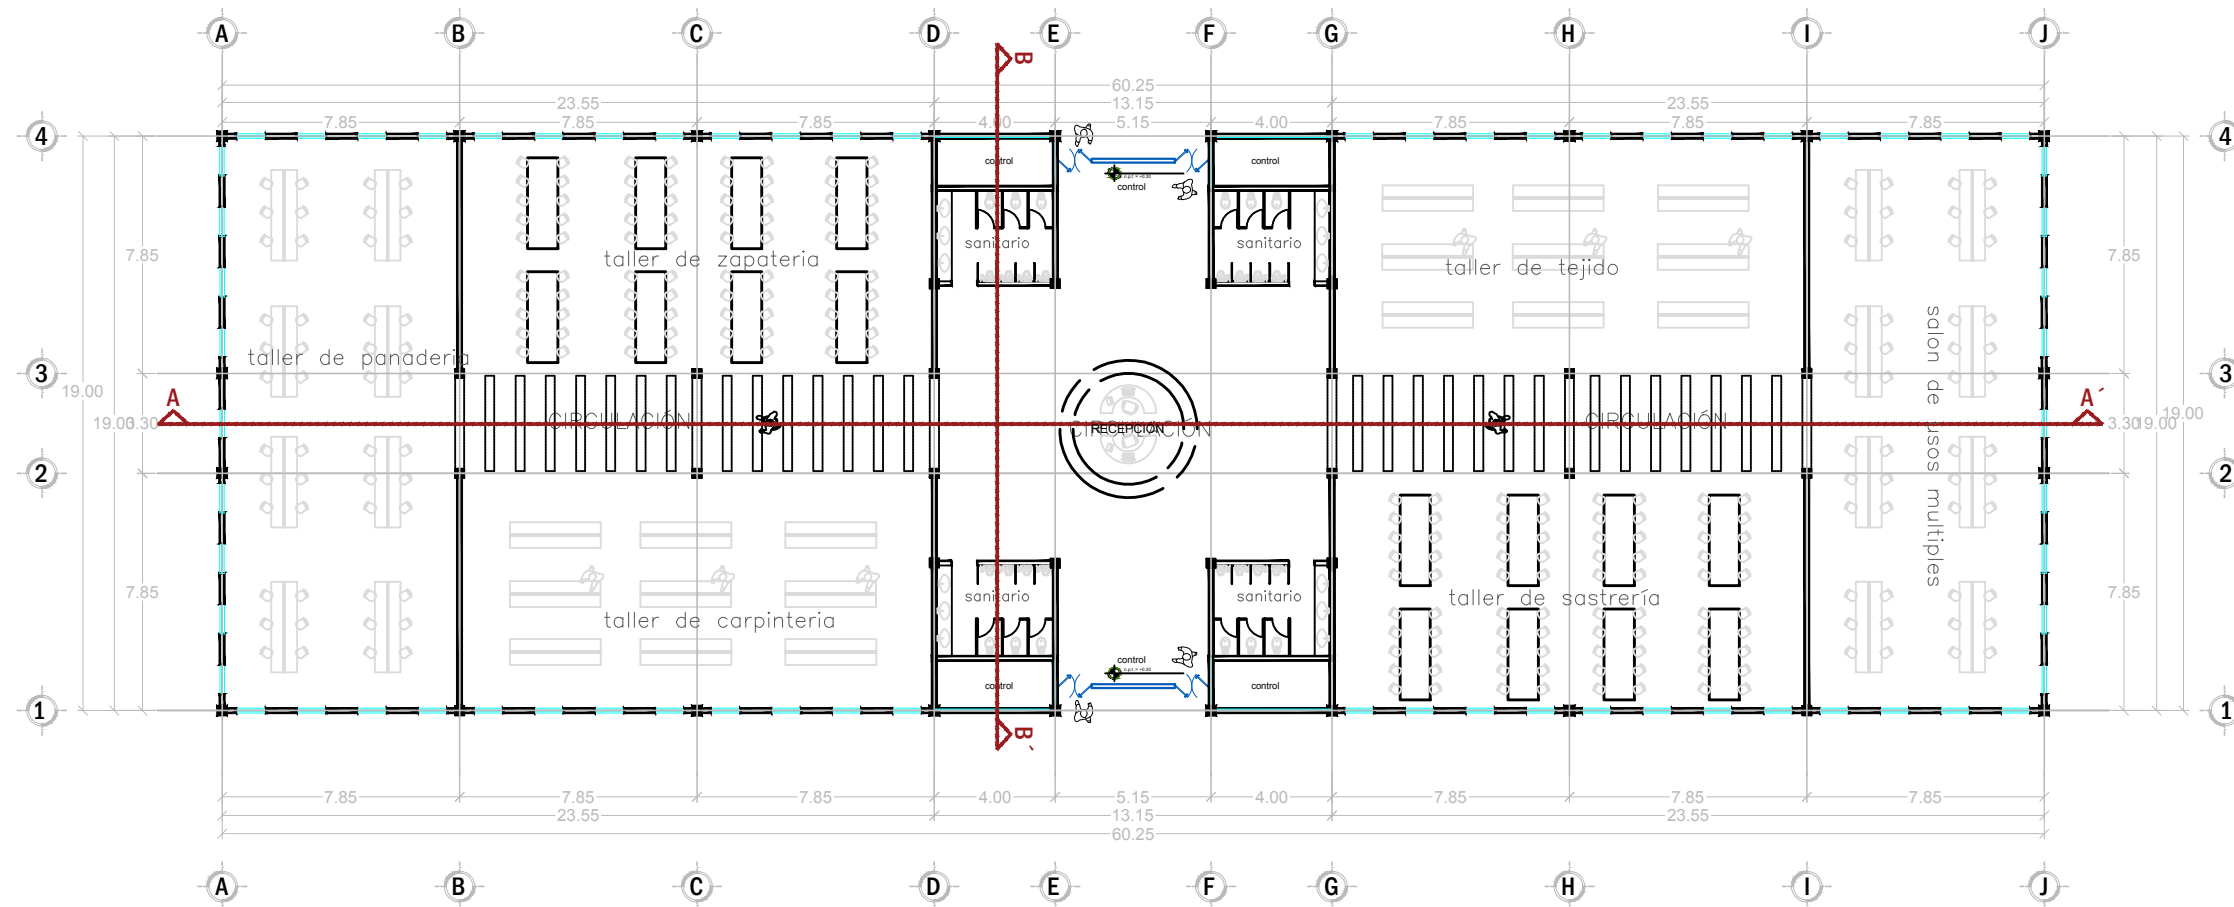 A B C D E F G H I J
B
60.25
23.55 13.15 23.55
7.85 7.85 7.85 4.00 5.15 4.00 7.85 7.85 7.85
4 4
control control
n.p.t. = +0.20
control
sanitario sanitario
7.85 7.85
taller de zapateria
taller de tejido
taller de panaderia
salon de usos multiples
3 3
19.00 19.00
A A´
19.00 3.30 CIRCULACIÓN CIRCULACIÓN CIRCULACIÓN 3.30 19.00
RECEPCIÓN
2 2
7.85 7.85
sanitario sanitario
taller de sastrería
taller de carpinteria
control
n.p.t. = +0.20
control control
1 1
B´
7.85 7.85 7.85 4.00 5.15 4.00 7.85 7.85 7.85
23.55 13.15 23.55
60.25
A B C D E F G H I J